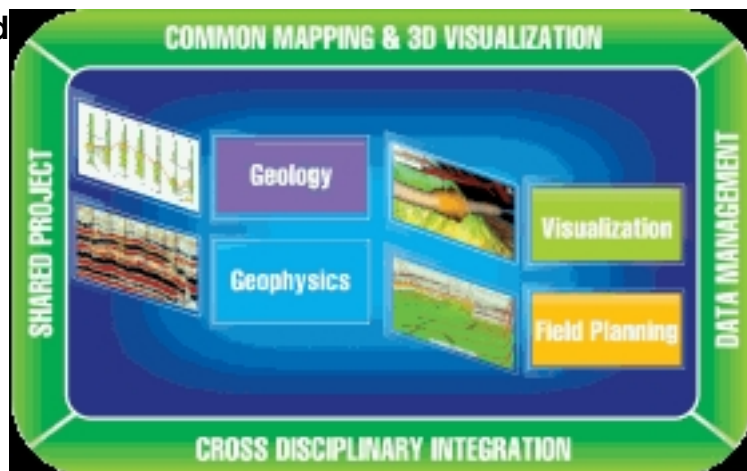 d
COMMON MAPPING & 3D VISUALIZATION
SHARED PROJECT
Geology
Geophysics
Visualization
Field Planning
DATA MANAGEMENT
CROSS DISCIPLINARY INTEGRATION